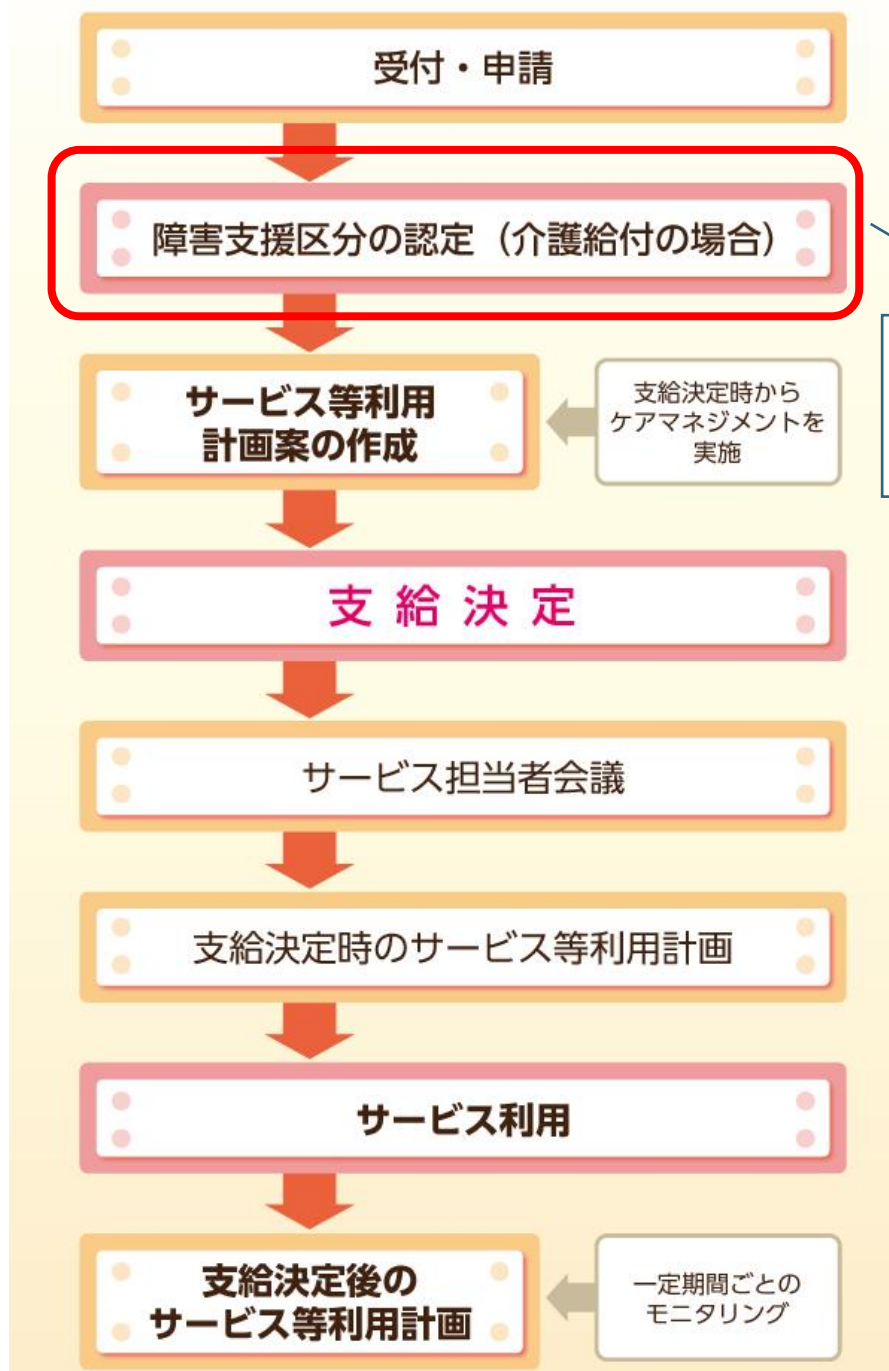 受付・申請
障害支援区分の認定（介護給付の場合）
サービス等利用
計画案の作成
支給決定時から
ケアマネジメントを
実施
支給決定
サービス担当者会議
支給決定時のサービス等利用計画
サービス利用
支給決定後の
サービス等利用計画
一定期間ごとの
モニタリング